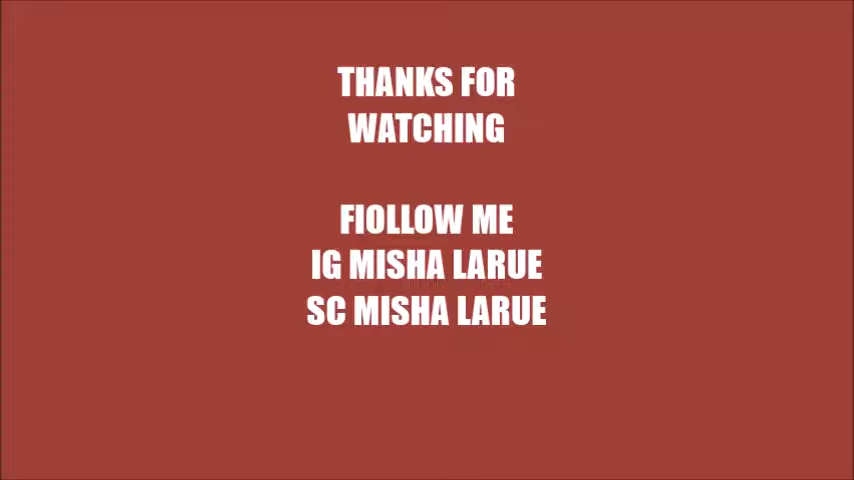 THANKS FOR
WATCHING
FIOLLOW ME
IG MISHA LARUE
SC MISHA LARUE